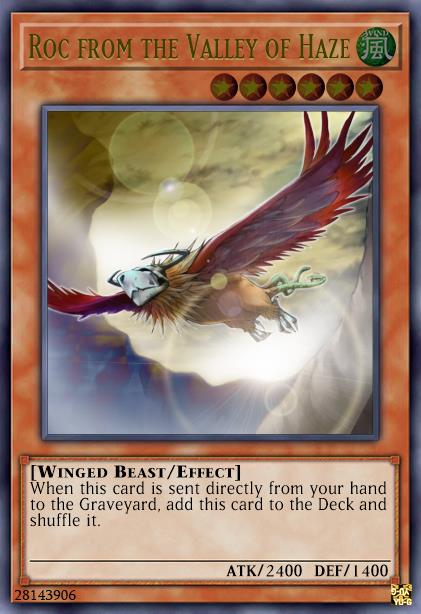 ROC FROM THE VALLEY OF HAZE
WIND
風
[WINGED BEAST/EFFECT]
When this card is sent directly from your hand
to the Graveyard, add this card to the Deck and
shuffle it.
ATK/2400 DEF/1400
28143906